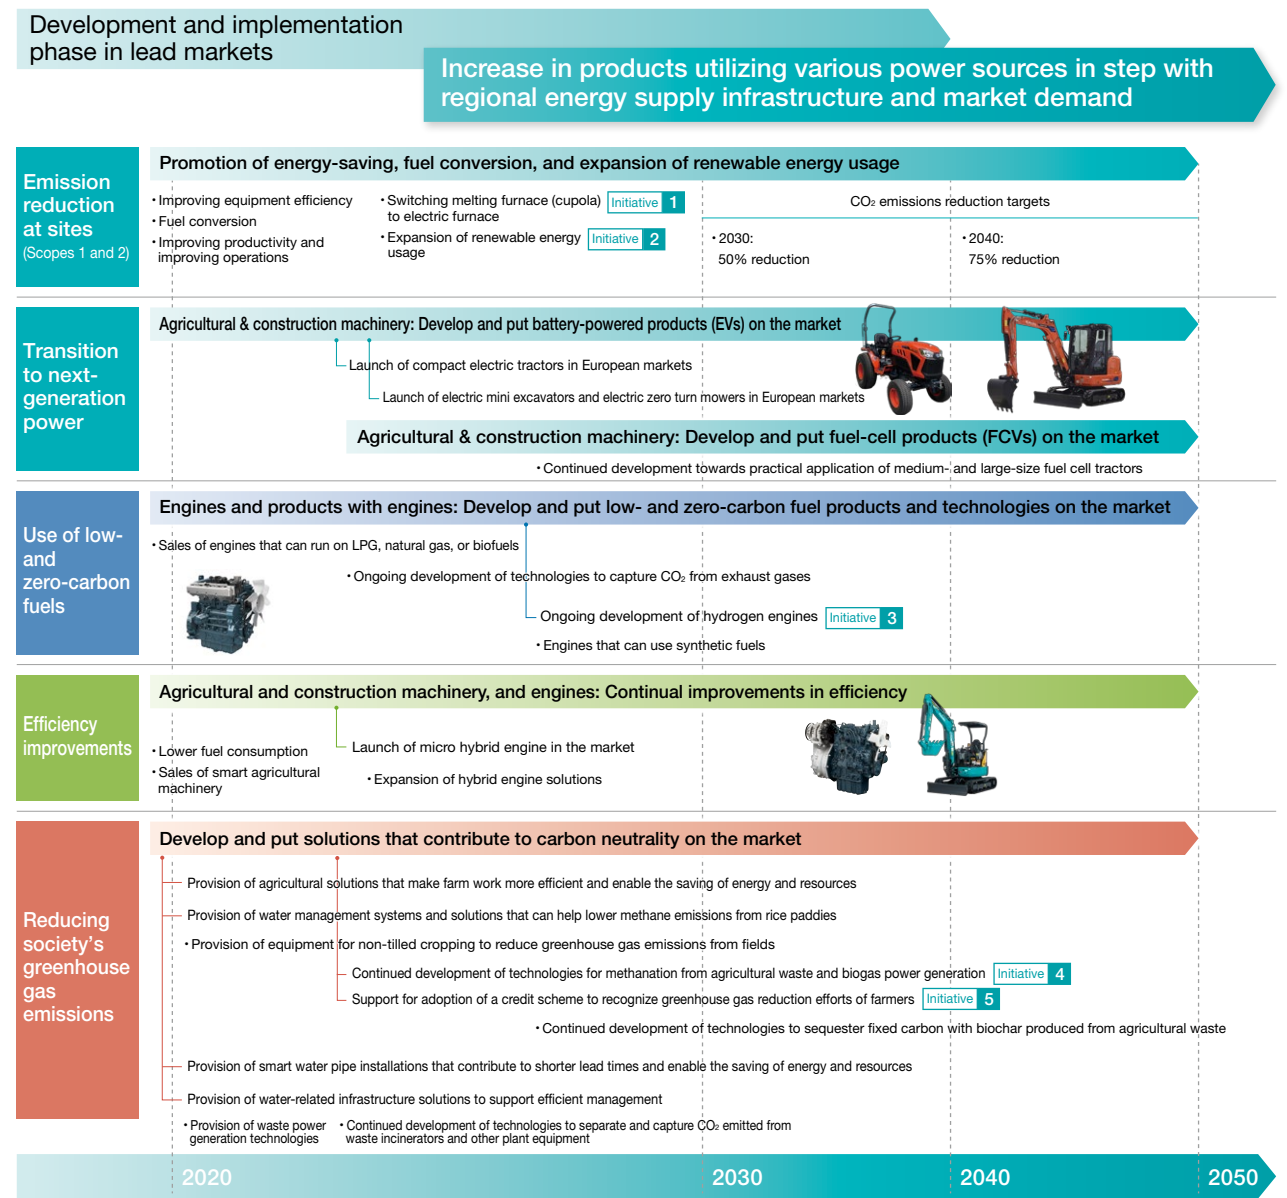 Development and implementation
phase in lead markets
Increase in products utilizing various power sources in step with
regional energy supply infrastructure and market demand
Emission
reduction
at sites
(Scopes 1 and 2)
Promotion of energy-saving, fuel conversion, and expansion of renewable energy usage
・Improving equipment efficiency
・Fuel conversion
・Improving productivity and
improving operations
・Switching melting furnace (cupola)
to electric furnace
Initiative 1
・Expansion of renewable energy
usage
Initiative 2
CO₂ emissions reduction targets
・2030:
50% reduction
・2040:
75% reduction
Transition
to next-
generation
power
Agricultural & construction machinery: Develop and put battery-powered products (EVs) on the market
Launch of compact electric tractors in European markets
Launch of electric mini excavators and electric zero turn mowers in European markets
Agricultural & construction machinery: Develop and put fuel-cell products (FCVs) on the market
・Continued development towards practical application of medium- and large-size fuel cell tractors
Use of low-
and
zero-carbon
fuels
Engines and products with engines: Develop and put low- and zero-carbon fuel products and technologies on the market
・Sales of engines that can run on LPG, natural gas, or biofuels
・Ongoing development of technologies to capture CO₂ from exhaust gases
Ongoing development of hydrogen engines
Initiative 3
・Engines that can use synthetic fuels
Efficiency
improvements
Agricultural and construction machinery, and engines: Continual improvements in efficiency
・Lower fuel consumption
・Sales of smart agricultural
machinery
Launch of micro hybrid engine in the market
・Expansion of hybrid engine solutions
Reducing
society's
greenhouse
gas
emissions
Develop and put solutions that contribute to carbon neutrality on the market
Provision of agricultural solutions that make farm work more efficient and enable the saving of energy and resources
Provision of water management systems and solutions that can help lower methane emissions from rice paddies
・Provision of equipment for non-tilled cropping to reduce greenhouse gas emissions from fields
Continued development of technologies for methanation from agricultural waste and biogas power generation
Initiative 4
Support for adoption of a credit scheme to recognize greenhouse gas reduction efforts of farmers
Initiative 5
・Continued development of technologies to sequester fixed carbon with biochar produced from agricultural waste
Provision of smart water pipe installations that contribute to shorter lead times and enable the saving of energy and resources
Provision of water-related infrastructure solutions to support efficient management
・Provision of waste power
generation technologies
・Continued development of technologies to separate and capture CO₂ emitted from
waste incinerators and other plant equipment
2020
2030
2040
2050